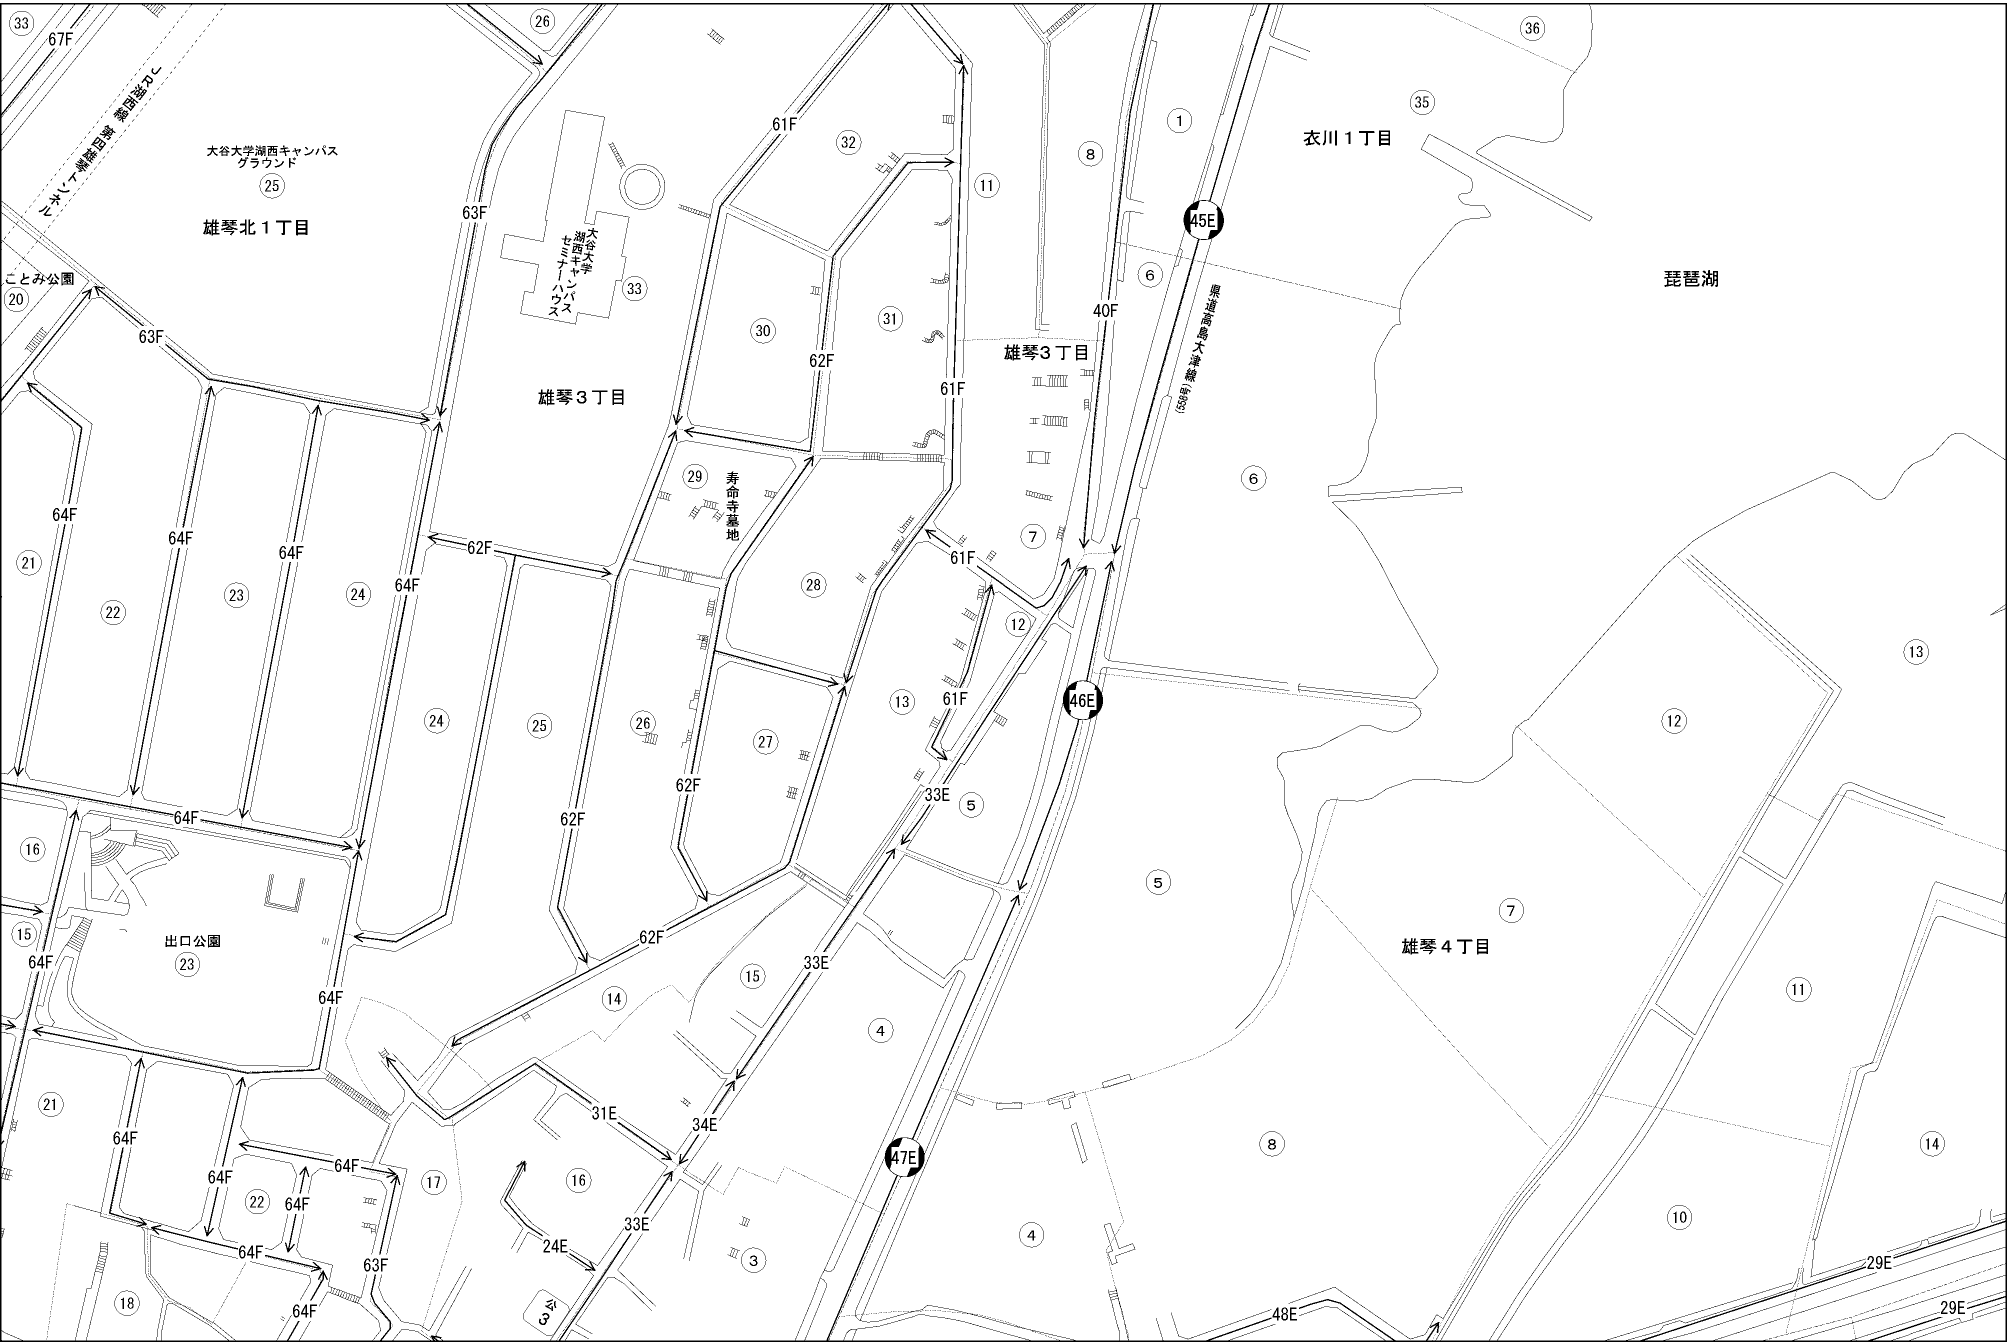 33
67F
26
36
JR湖西線 第四雄琴トンネル
大谷大学湖西キャンパス
グラウンド
25
雄琴北1丁目
61F
32
1
35
衣川1丁目
8
11
63F
45E
大谷大学
湖西キャンパス
セミナーハウス
33
ことみ公園
20
6
琵琶湖
県道高島大津線
(558号)
40F
30
31
63F
雄琴3丁目
62F
61F
雄琴3丁目
29
寿命寺墓地
6
64F
64F
64F
62F
7
61F
21
22
23
24
64F
28
12
13
61F
46E
13
24
25
26
27
12
62F
33E
5
64F
62F
16
5
7
15
出口公園
23
64F
62F
33E
雄琴4丁目
15
14
64F
11
4
21
31E
34E
64F
47E
8
14
64F
64F
17
16
22
64F
33E
10
64F
24E
4
63F
3
29E
18
64F
公3
48E
29E